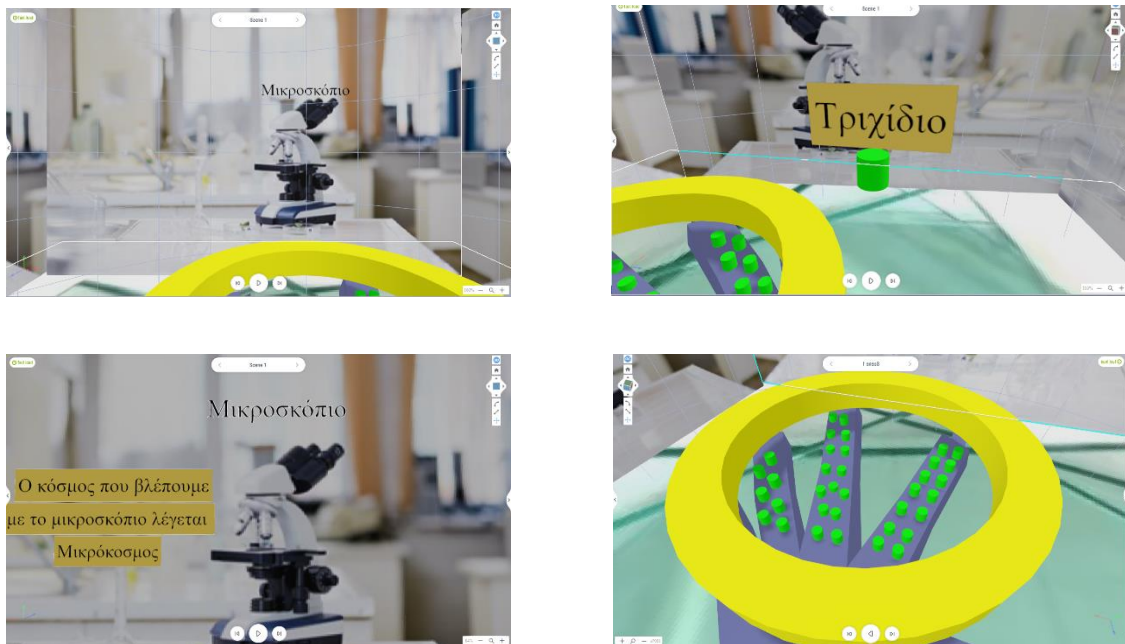 Scene 1
Μικροσκόπιο
Scene 1
Τριχίδιο
Scene 1
Μικροσκόπιο
Ο κόσμος που βλέπουμε
με το μικροσκόπιο λέγεται
Μικρόκοσμος